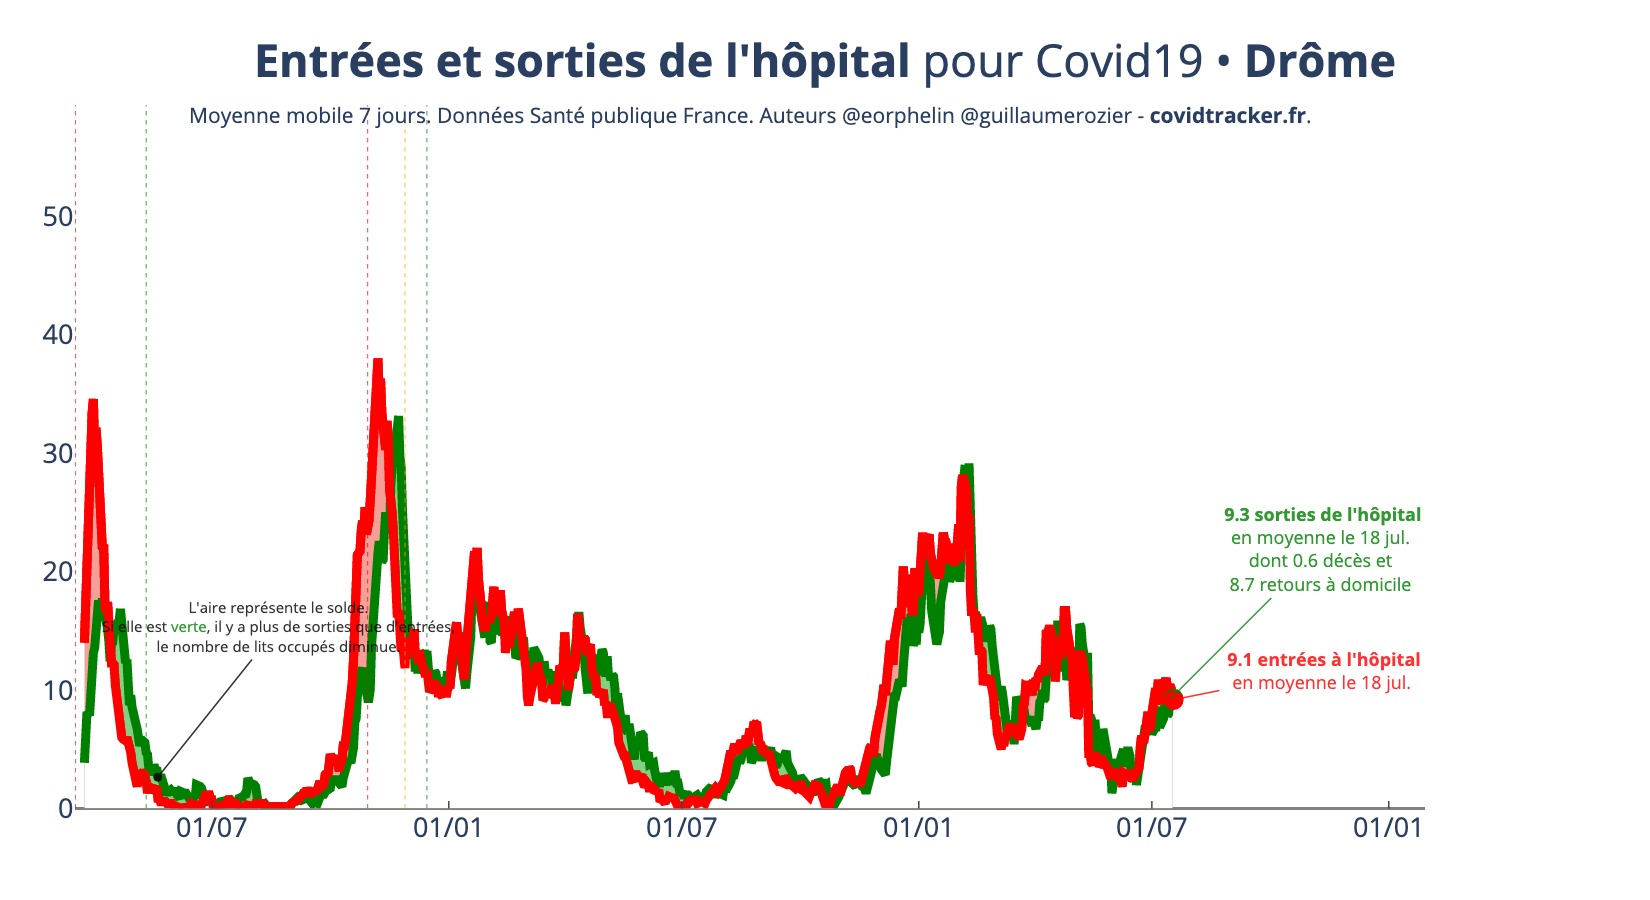 Entrées et sorties de l'hôpital pour Covid19 • Drôme
Moyenne mobile 7 jours. Données Santé publique France. Auteurs @eorphelin @guillaumerozier - covidtracker.fr.
50
40
30
20
10
0
L'aire représente le solde.
Si elle est verte, il y a plus de sorties que d'entrées,
le nombre de lits occupés diminue.
9.3 sorties de l'hôpital
en moyenne le 18 jul.
dont 0.6 décès et
8.7 retours à domicile
9.1 entrées à l'hôpital
en moyenne le 18 jul.
01/07
01/01
01/07
01/01
01/07
01/01